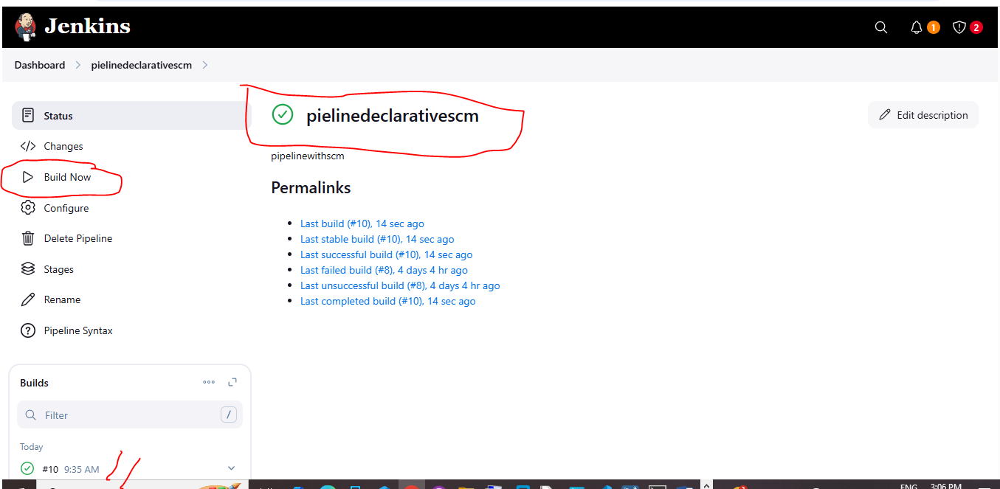 Jenkins
1
2
Dashboard
pielinedeclarativescm
Status
Changes
Build Now
Configure
Delete Pipeline
Stages
Rename
Pipeline Syntax
pielinedeclarativescm
Edit description
pipelinewithscm
Permalinks
Last build (#10), 14 sec ago
Last stable build (#10), 14 sec ago
Last successful build (#10), 14 sec ago
Last failed build (#8), 4 days 4 hr ago
Last unsuccessful build (#8), 4 days 4 hr ago
Last completed build (#10), 14 sec ago
Builds
Filter /
Today
#10 9:35 AM
ENG 3:06 PM